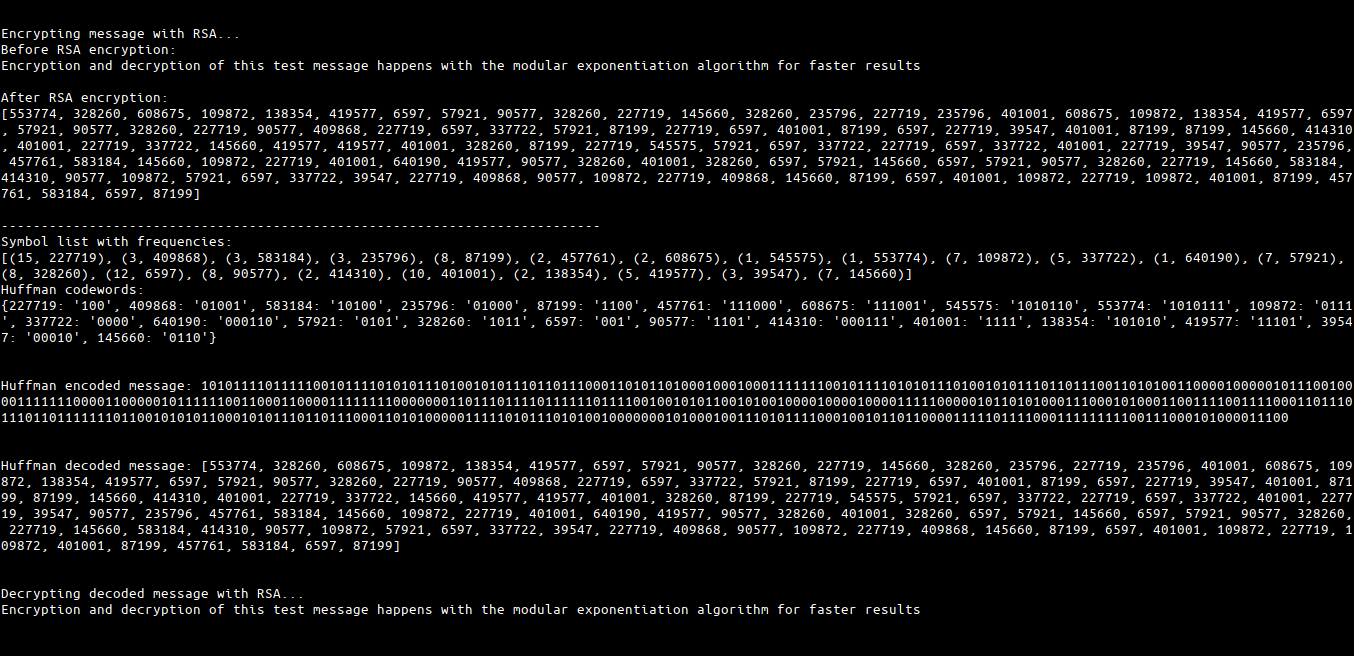 Encrypting message with RSA...
Before RSA encryption:
Encryption and decryption of this test message happens with the modular exponentiation algorithm for faster results
After RSA encryption:
[553774, 328260, 608675, 109872, 138354, 419577, 6597, 57921, 90577, 328260, 227719, 145660, 328260, 235796, 227719, 235796, 401001, 608675, 109872, 138354, 419577, 6597
, 57921, 90577, 328260, 227719, 90577, 409868, 227719, 6597, 337722, 57921, 87199, 227719, 6597, 401001, 87199, 6597, 227719, 39547, 401001, 87199, 87199, 145660, 414310
, 401001, 227719, 337722, 145660, 419577, 419577, 401001, 328260, 87199, 227719, 545575, 57921, 6597, 337722, 227719, 6597, 337722, 401001, 227719, 39547, 90577, 235796,
 457761, 583184, 145660, 109872, 227719, 401001, 640190, 419577, 90577, 328260, 401001, 328260, 6597, 57921, 145660, 6597, 57921, 90577, 328260, 227719, 145660, 583184,
414310, 90577, 109872, 57921, 6597, 337722, 39547, 227719, 409868, 90577, 109872, 227719, 409868, 145660, 87199, 6597, 401001, 109872, 227719, 109872, 401001, 87199, 457
761, 583184, 6597, 87199]
---------------------------------------------------------------------------
Symbol list with frequencies:
[(15, 227719), (3, 409868), (3, 583184), (3, 235796), (8, 87199), (2, 457761), (2, 608675), (1, 545575), (1, 553774), (7, 109872), (5, 337722), (1, 640190), (7, 57921),
(8, 328260), (12, 6597), (8, 90577), (2, 414310), (10, 401001), (2, 138354), (5, 419577), (3, 39547), (7, 145660)]
Huffman codewords:
{227719: '100', 409868: '01001', 583184: '10100', 235796: '01000', 87199: '1100', 457761: '111000', 608675: '111001', 545575: '1010110', 553774: '1010111', 109872: '0111
', 337722: '0000', 640190: '000110', 57921: '0101', 328260: '1011', 6597: '001', 90577: '1101', 414310: '000111', 401001: '1111', 138354: '101010', 419577: '11101', 3954
7: '00010', 145660: '0110'}
Huffman encoded message: 101011110111110010111101010111010010101110110111000110101101000100010001111111001011110101011101001010111011011100110101001100001000001011100100
0011111110000110000010111111001100011000011111111000000011011101111011111101111001001010110010100100001000010000111110000010110101000111000101000110011110011110001101110
111011011111110110010101011000101011101101110001101010000011111010111010100100000001010001001110101111000100101101100001111101111000111111111001110001010000111​00
Huffman decoded message: [553774, 328260, 608675, 109872, 138354, 419577, 6597, 57921, 90577, 328260, 227719, 145660, 328260, 235796, 227719, 235796, 401001, 608675, 109
872, 138354, 419577, 6597, 57921, 90577, 328260, 227719, 90577, 409868, 227719, 6597, 337722, 57921, 87199, 227719, 6597, 401001, 87199, 6597, 227719, 39547, 401001, 871
99, 87199, 145660, 414310, 401001, 227719, 337722, 145660, 419577, 419577, 401001, 328260, 87199, 227719, 545575, 57921, 6597, 337722, 227719, 6597, 337722, 401001, 2277
19, 39547, 90577, 235796, 457761, 583184, 145660, 109872, 227719, 401001, 640190, 419577, 90577, 328260, 401001, 328260, 6597, 57921, 145660, 6597, 57921, 90577, 328260,
 227719, 145660, 583184, 414310, 90577, 109872, 57921, 6597, 337722, 39547, 227719, 409868, 90577, 109872, 227719, 409868, 145660, 87199, 6597, 401001, 109872, 227719, 1
09872, 401001, 87199, 457761, 583184, 6597, 87199]
Decrypting decoded message with RSA...
Encryption and decryption of this test message happens with the modular exponentiation algorithm for faster results